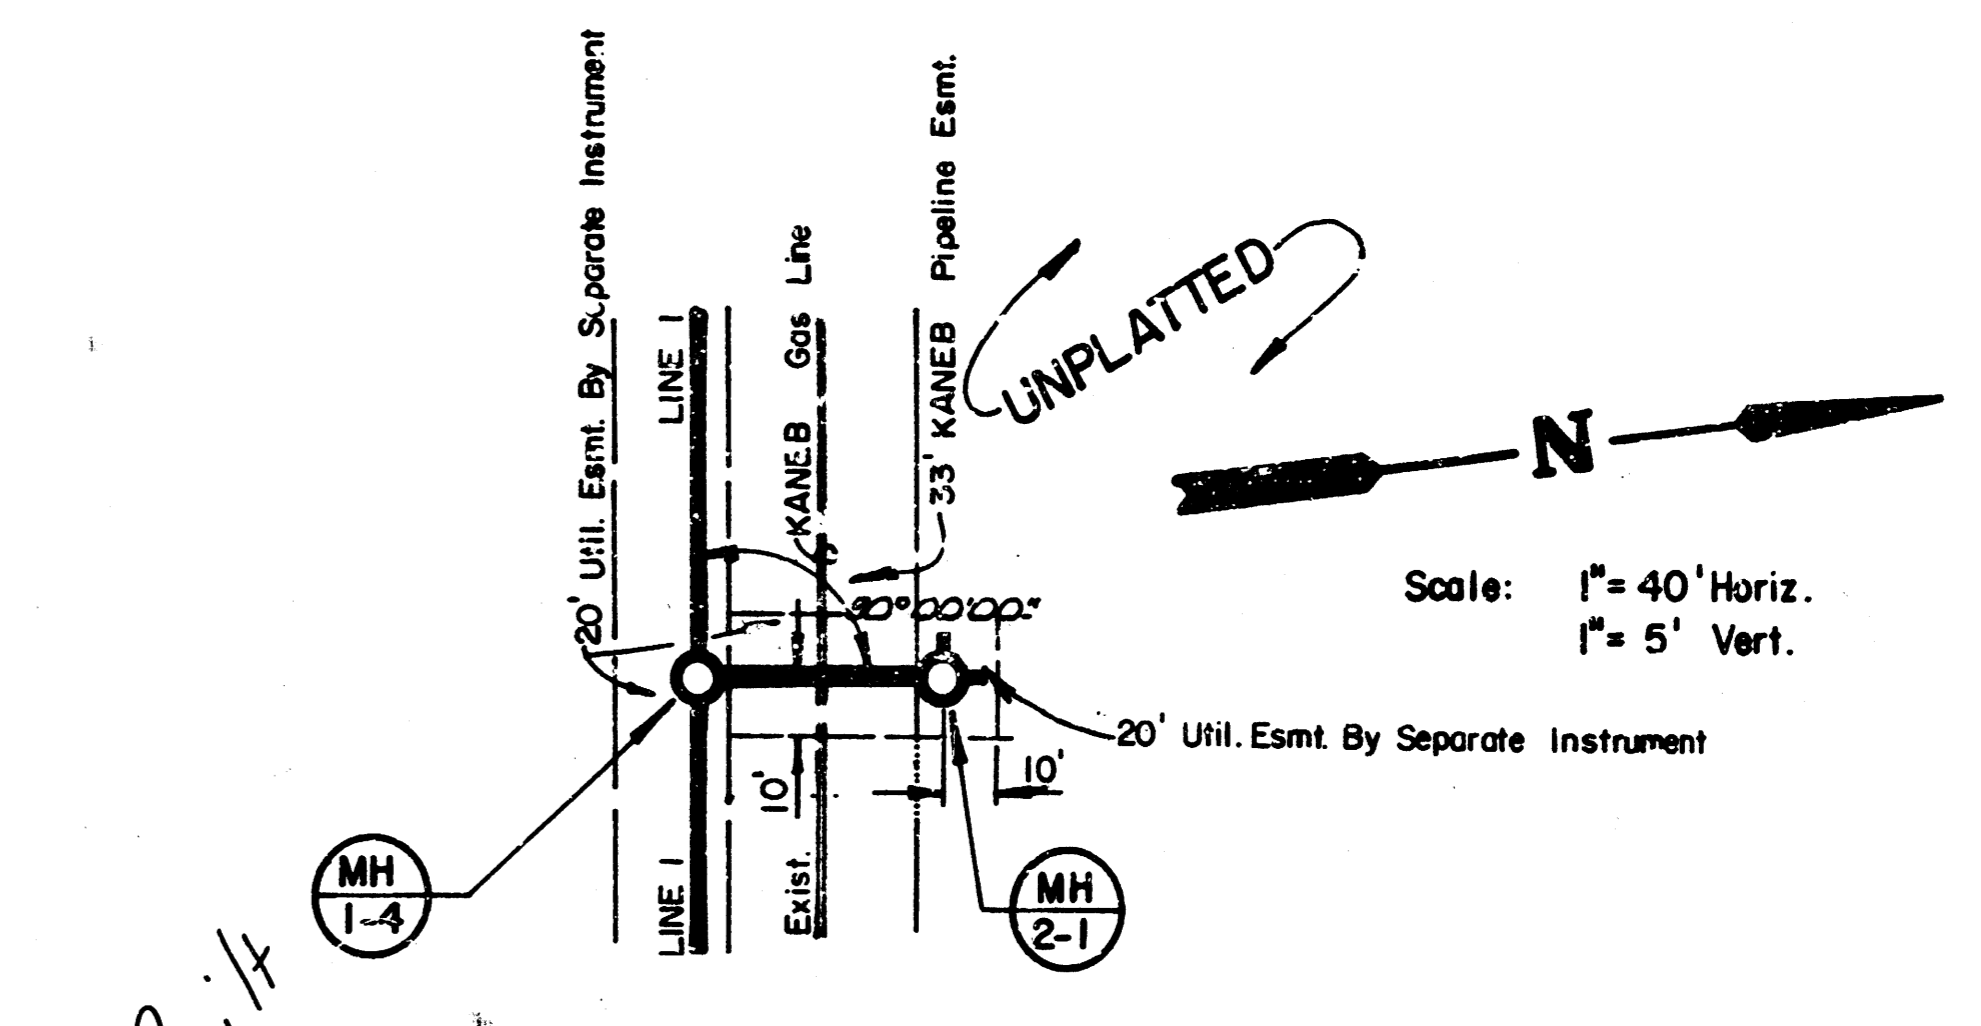 20' Util. Esmt. By Separate Instrument
LINE 1
KANEB Gas Line
33' KANEB Pipeline Esmt.
UNPLATTED
N
Scale: 1"= 40' Horiz.
1"= 5' Vert.
90°00'00"
20' Util. Esmt. By Separate Instrument
10'
10'
LINE 1
Exist.
MH
1-4
MH
2-1